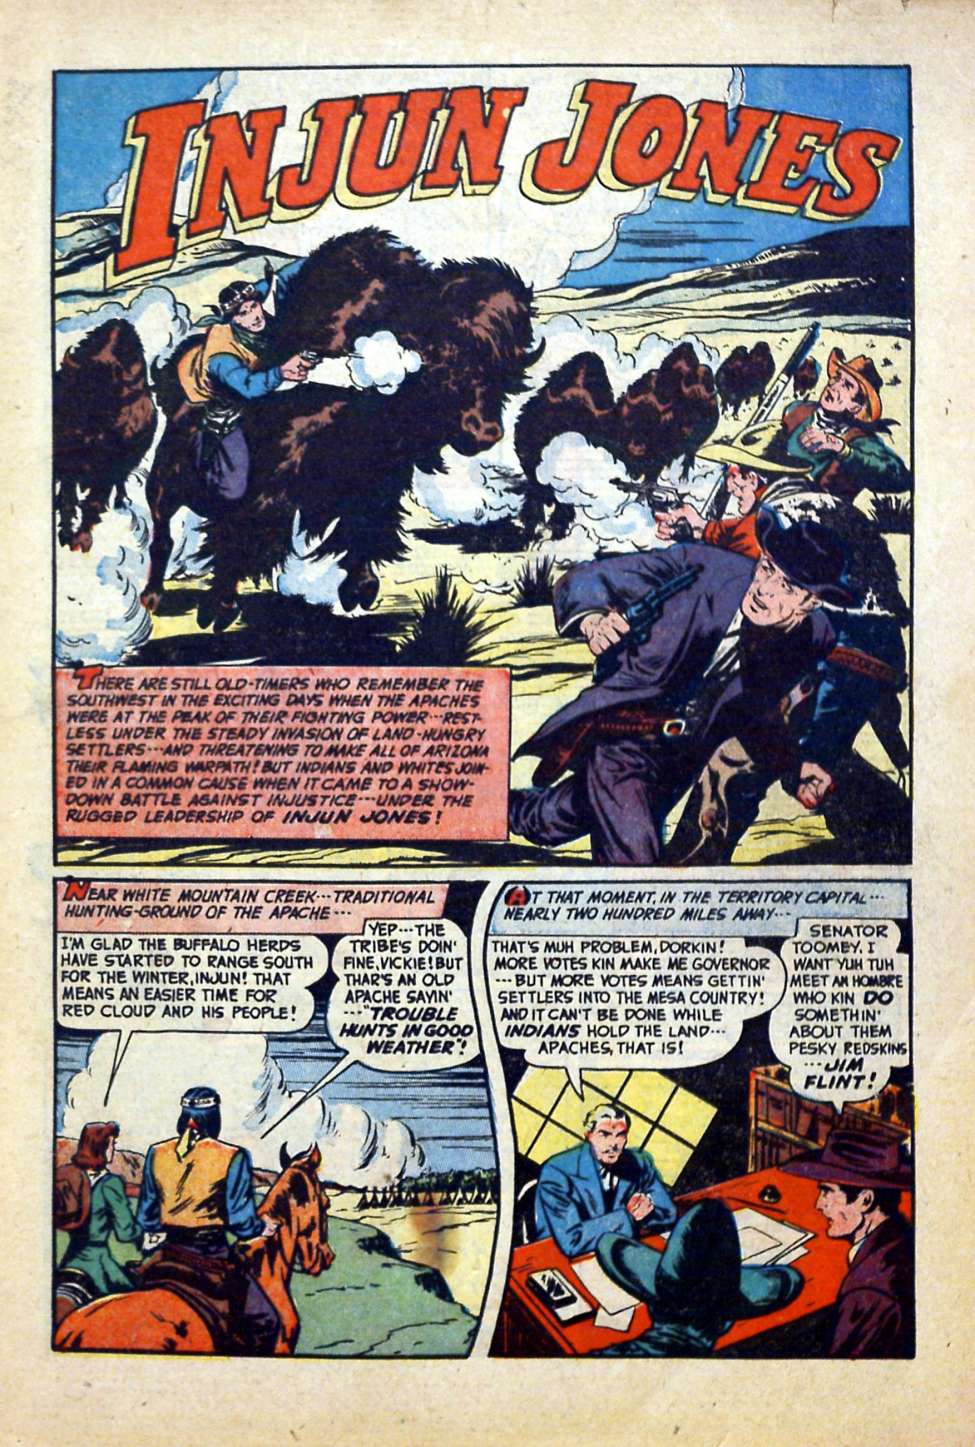 INJUN JONES
THERE ARE STILL OLD-TIMERS WHO REMEMBER THE
SOUTHWEST IN THE EXCITING DAYS WHEN THE APACHES
WERE AT THE PEAK OF THEIR FIGHTING POWER---REST-
LESS UNDER THE STEADY INVASION OF LAND-HUNGRY
SETTLERS---AND THREATENING TO MAKE ALL OF ARIZONA
THEIR FLAMING WARPATH! BUT INDIANS AND WHITES JOIN-
ED IN A COMMON CAUSE WHEN IT CAME TO A SHOW-
DOWN BATTLE AGAINST INJUSTICE---UNDER THE
RUGGED LEADERSHIP OF INJUN JONES!
NEAR WHITE MOUNTAIN CREEK---TRADITIONAL
HUNTING-GROUND OF THE APACHE---
I'M GLAD THE BUFFALO HERDS
HAVE STARTED TO RANGE SOUTH
FOR THE WINTER, INJUN! THAT
MEANS AN EASIER TIME FOR
RED CLOUD AND HIS PEOPLE!
YEP---THE
TRIBE'S DOIN'
FINE, VICKIE! BUT
THAR'S AN OLD
APACHE SAYIN'
---"TROUBLE
HUNTS IN GOOD
WEATHER"!
AT THAT MOMENT, IN THE TERRITORY CAPITAL---
NEARLY TWO HUNDRED MILES AWAY---
THAT'S MUH PROBLEM, DORKIN!
MORE VOTES KIN MAKE ME GOVERNOR
---BUT MORE VOTES MEANS GETTIN'
SETTLERS INTO THE MESA COUNTRY!
AND IT CAN'T BE DONE WHILE
INDIANS HOLD THE LAND---
APACHES, THAT IS!
SENATOR
TOOMEY, I
WANT YUH TUH
MEET AN HOMBRE
WHO KIN DO
SOMETHIN'
ABOUT THEM
PESKY REDSKINS
---JIM
FLINT!